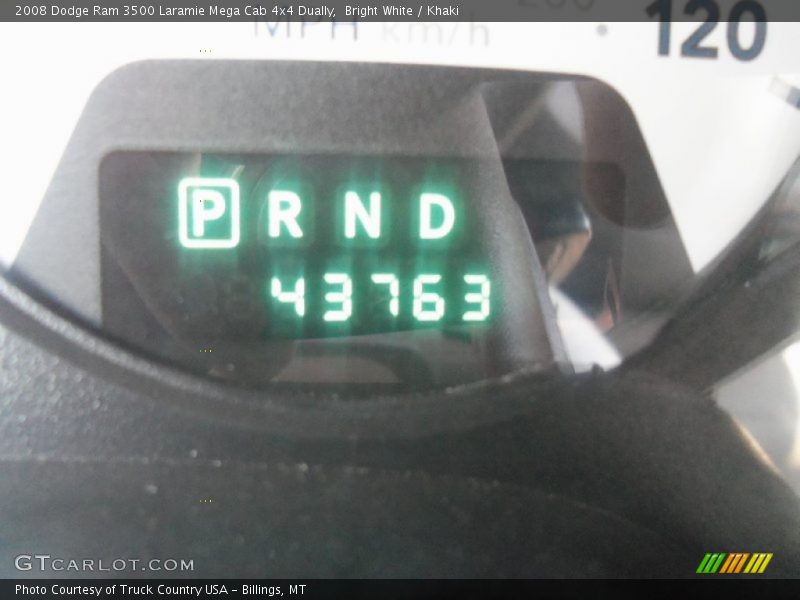 2008 Dodge Ram 3500 Laramie Mega Cab 4x4 Dually,  Bright White / Khaki
MPH km/h 120
P R N D
43763
GTCARLOT.COM
Photo Courtesy of Truck Country USA – Billings, MT